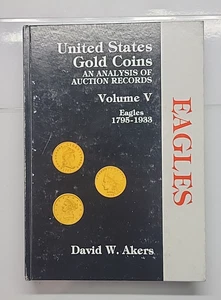 United States
Gold Coins
AN ANALYSIS OF
AUCTION RECORDS
Volume V
Eagles
1795-1933
David W. Akers
EAGLES